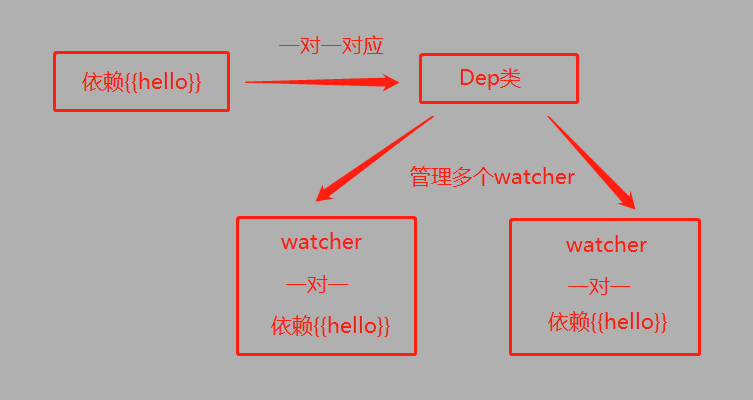 一对一对应
依赖{{hello}}
Dep类
管理多个watcher
watcher
一对一
依赖{{hello}}
watcher
一对一
依赖{{hello}}